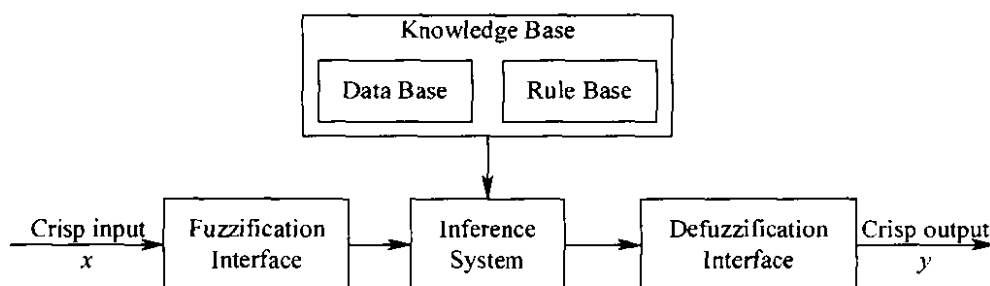 Knowledge Base
Data Base
Rule Base
Crisp input
x
Fuzzification
Interface
Inference
System
Defuzzification
Interface
Crisp output
y